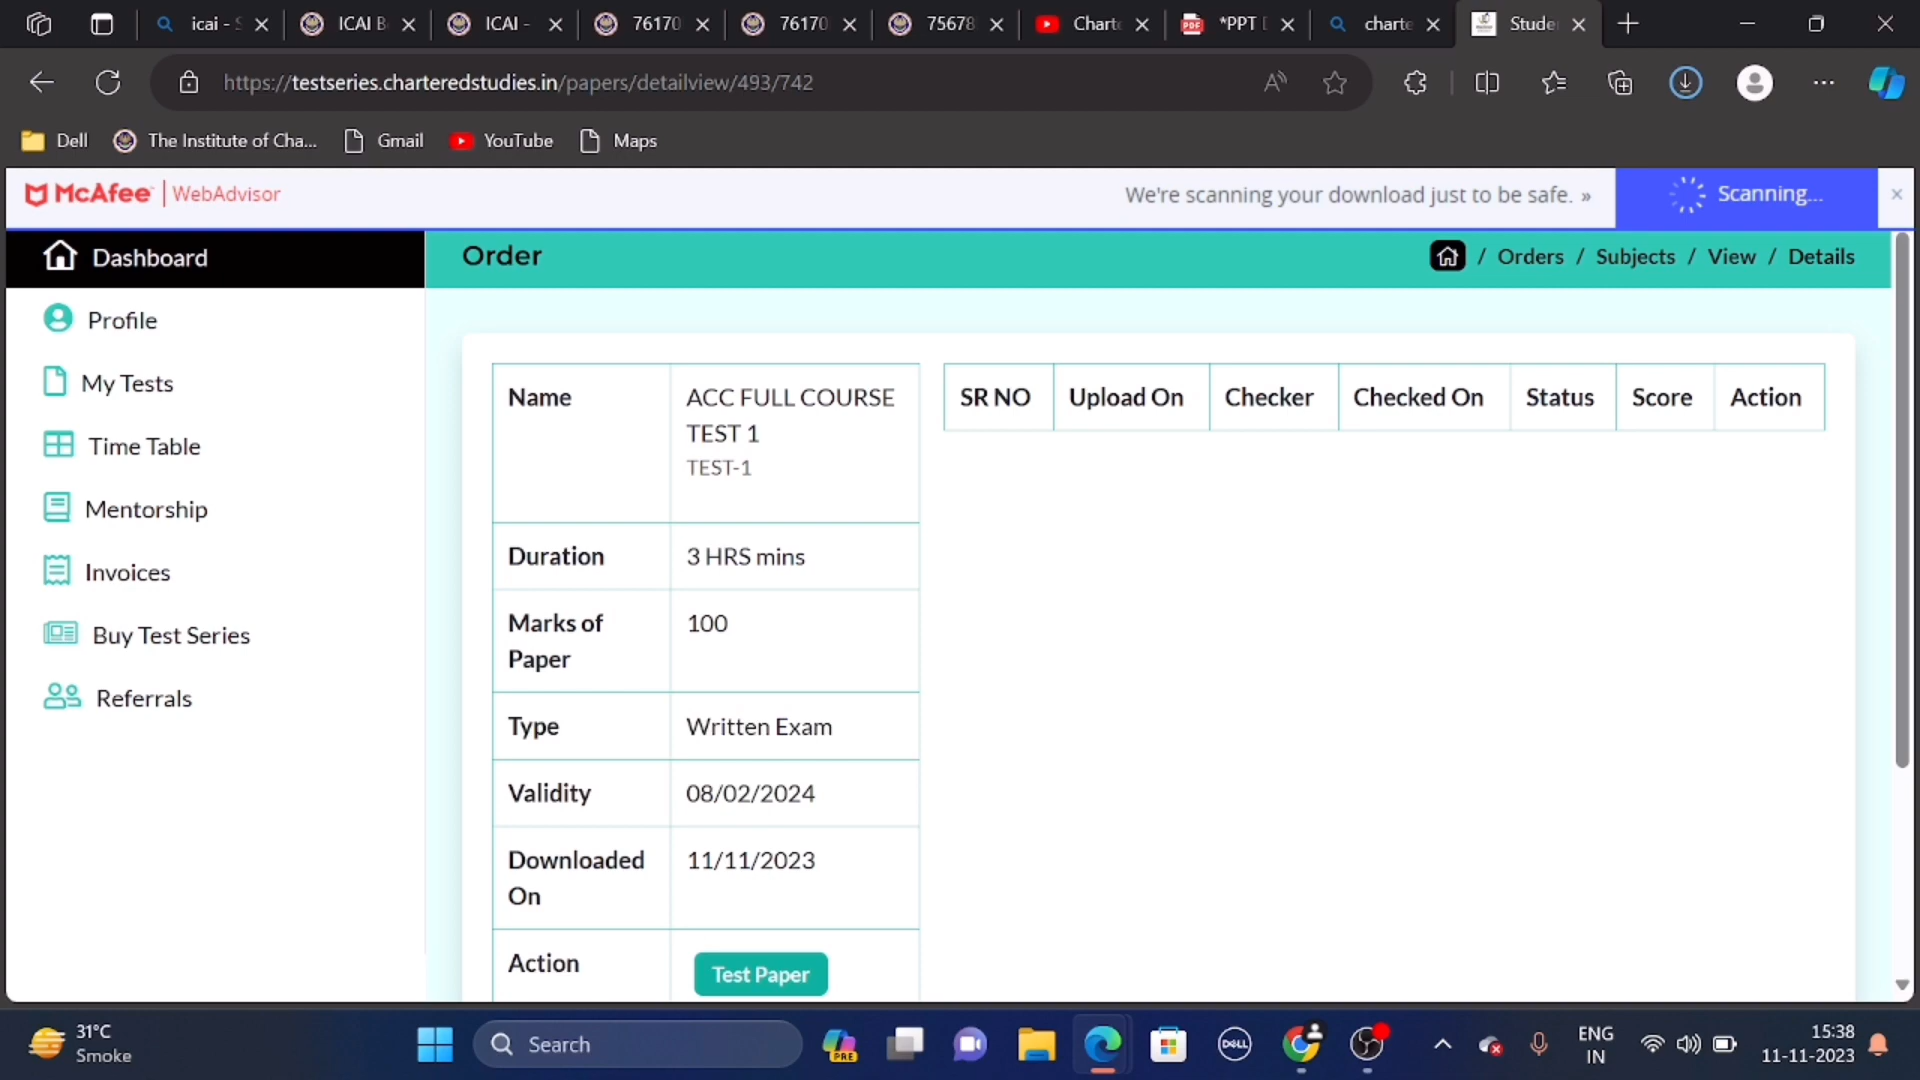 icai - S
ICAI B
ICAI -
76170
76170
75678
Charte
*PPT
charte
Stude
https://testseries.charteredstudies.in/papers/detailview/493/742
Dell
The Institute of Cha...
Gmail
YouTube
Maps
McAfee | WebAdvisor
We're scanning your download just to be safe. »
Scanning...
Dashboard
Order
/ Orders / Subjects / View / Details
Profile
My Tests
Time Table
Mentorship
Invoices
Buy Test Series
Referrals
Name
ACC FULL COURSE
TEST 1
TEST-1
Duration
3 HRS mins
Marks of
Paper
100
Type
Written Exam
Validity
08/02/2024
Downloaded
On
11/11/2023
Action
Test Paper
SR NO
Upload On
Checker
Checked On
Status
Score
Action
31°C
Smoke
Search
PRE
DELL
ENG
IN
15:38
11-11-2023